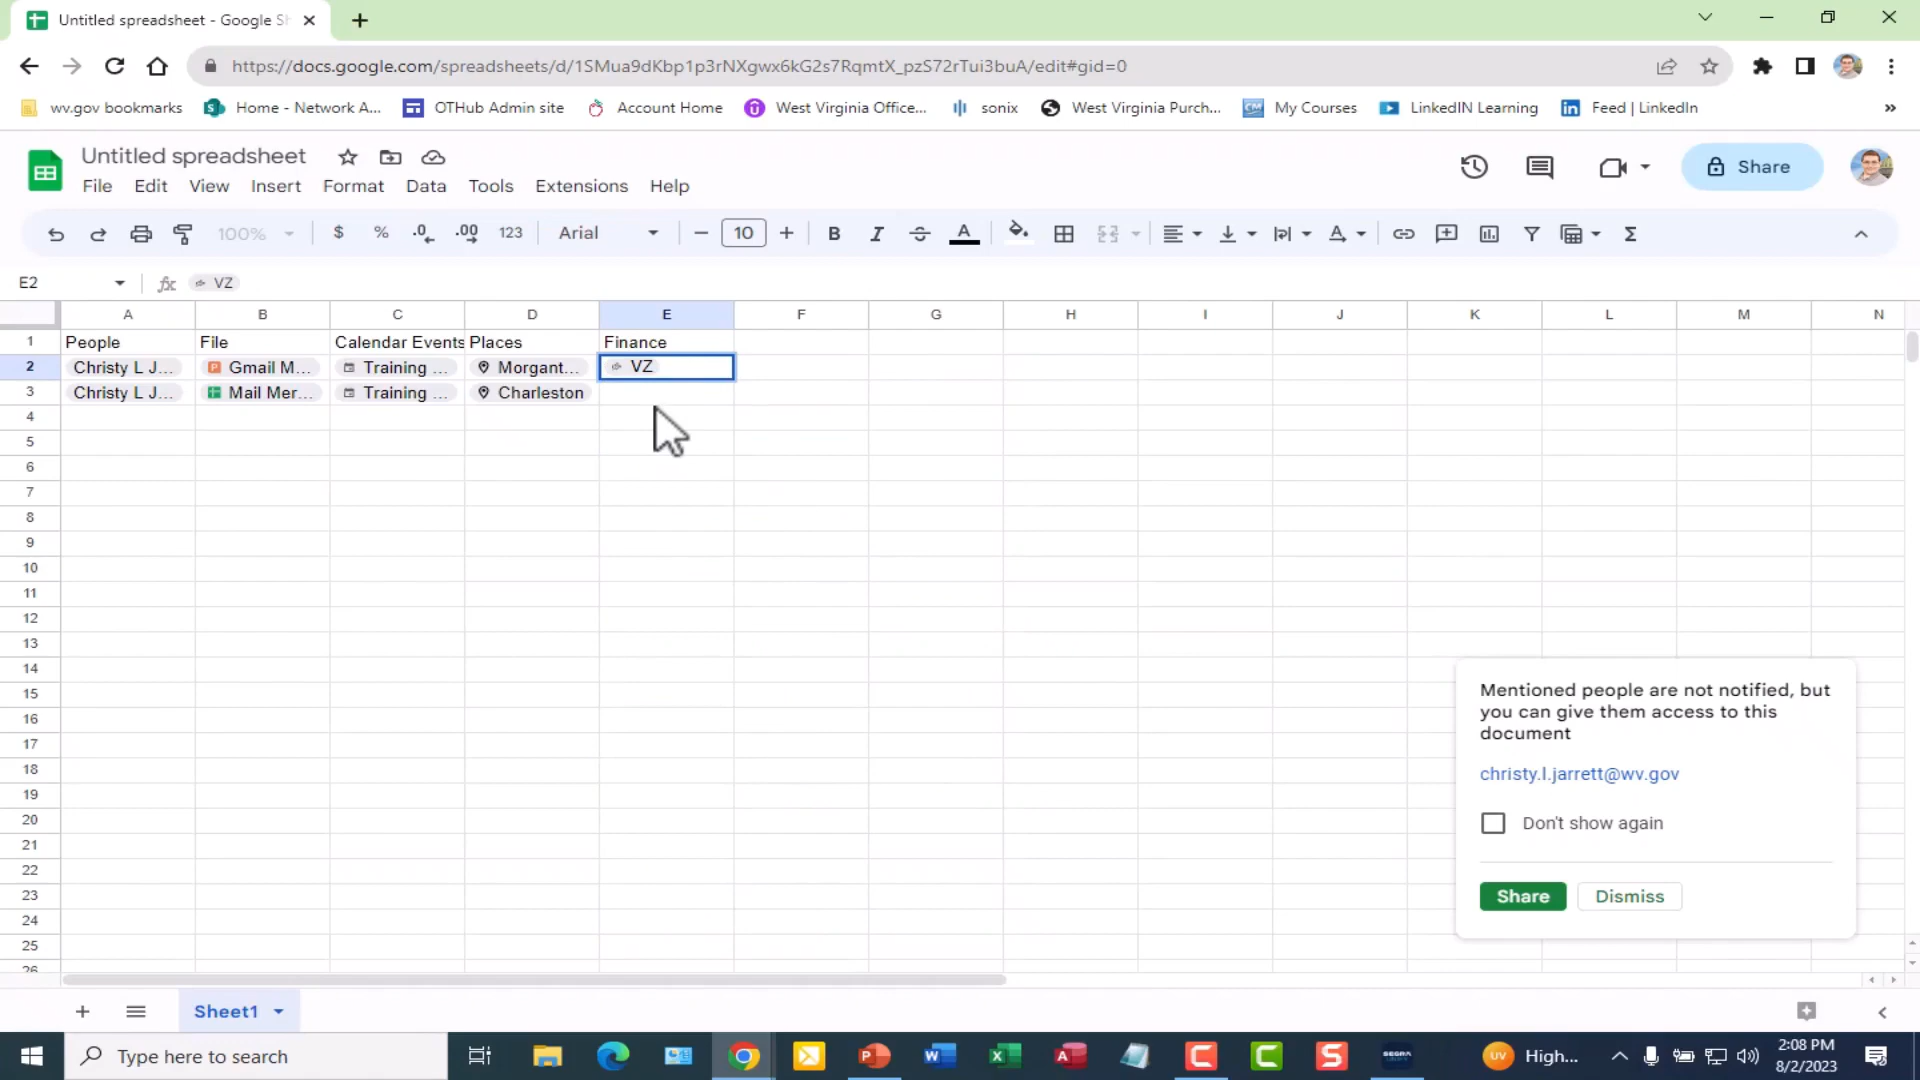 Untitled spreadsheet - Google Sh
https://docs.google.com/spreadsheets/d/1SMua9dKbp1p3rNXgwx6kG2s7RqmtX_pzS72rTui3buA/edit#gid=0
wv.gov bookmarks Home - Network A... OTHub Admin site Account Home West Virginia Office... sonix West Virginia Purch... My Courses LinkedIN Learning Feed | LinkedIn »
Untitled spreadsheet
File Edit View Insert Format Data Tools Extensions Help
Share
100% $ % .0 .00 123 Arial 10 B I S A Σ
E2 fx VZ
A B C D E F G H I J K L M N
1 People File Calendar Events Places Finance
2 Christy L J... Gmail M... Training ... Morgant... VZ
3 Christy L J... Mail Mer... Training ... Charleston
4
5
6
7
8
9
10
11
12
13
14
15
16
17
18
19
20
21
22
23
24
25
26
Mentioned people are not notified, but
you can give them access to this
document
christy.l.jarrett@wv.gov
Don't show again
Share Dismiss
Sheet1
Type here to search
UV High...
2:08 PM
8/2/2023